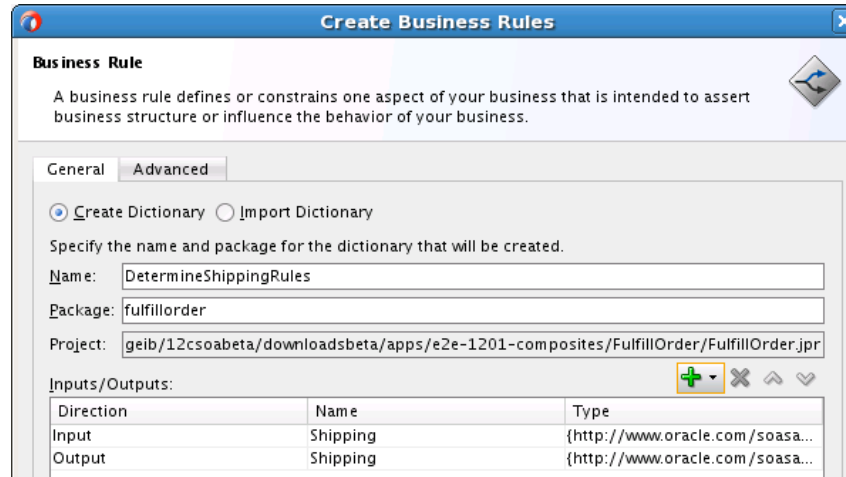 Create Business Rules
Business Rule
A business rule defines or constrains one aspect of your business that is intended to assert
business structure or influence the behavior of your business.
General Advanced
Create Dictionary Import Dictionary
Specify the name and package for the dictionary that will be created.
Name: DetermineShippingRules
Package: fulfillorder
Project: geib/12csoabeta/downloadsbeta/apps/e2e-1201-composites/FulfillOrder/FulfillOrder.jpr
Inputs/Outputs:
Direction Name Type
Input Shipping {http://www.oracle.com/soasa...
Output Shipping {http://www.oracle.com/soasa...